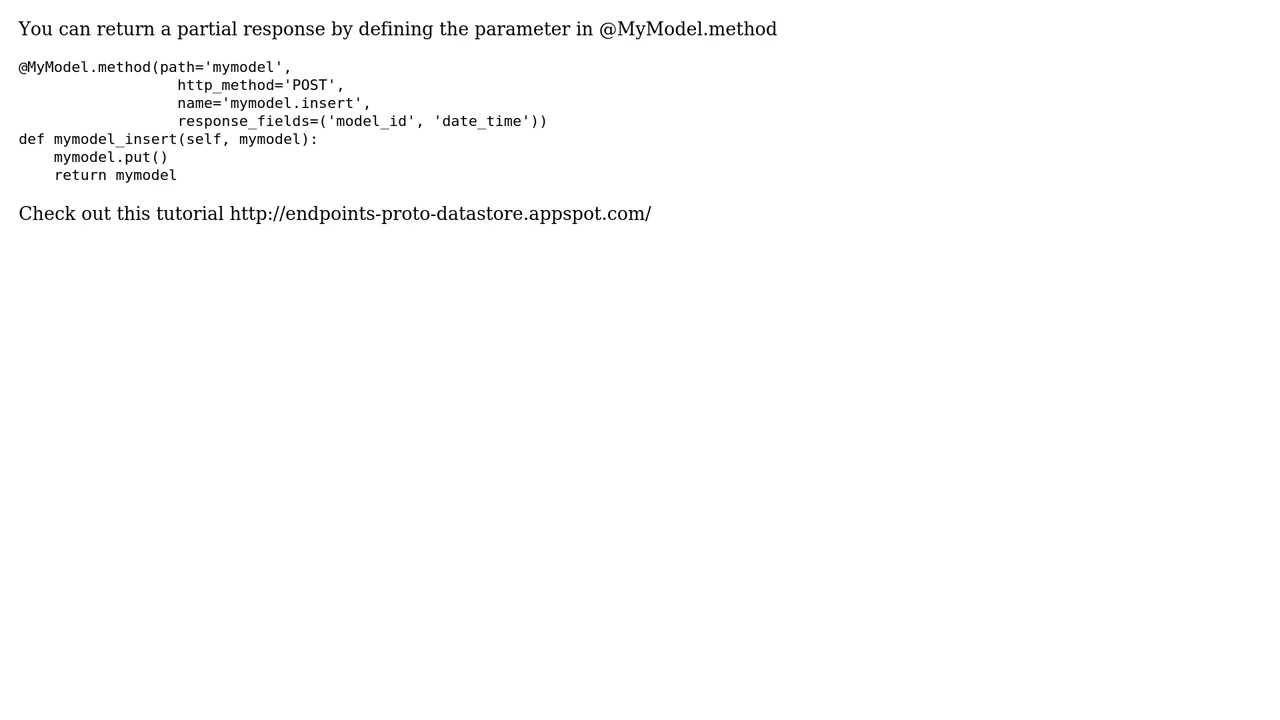 You can return a partial response by defining the parameter in @MyModel.method
@MyModel.method(path='mymodel',
                  http_method='POST',
                  name='mymodel.insert',
                  response_fields=('model_id', 'date_time'))
def mymodel_insert(self, mymodel):
    mymodel.put()
    return mymodel
Check out this tutorial http://endpoints-proto-datastore.appspot.com/